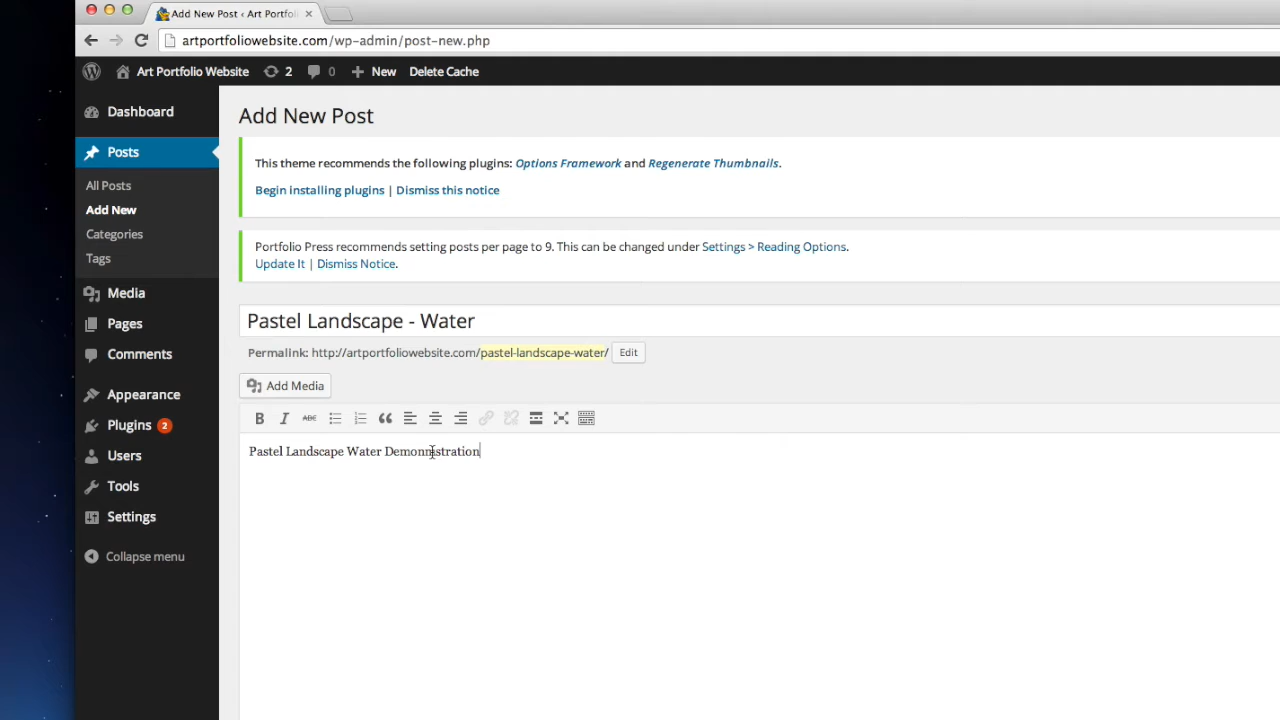 Add New Post ‹ Art Portfoli
artportfoliowebsite.com/wp-admin/post-new.php
Art Portfolio Website 2 0 New Delete Cache
Dashboard
Posts
All Posts
Add New
Categories
Tags
Media
Pages
Comments
Appearance
Plugins 2
Users
Tools
Settings
Collapse menu
Add New Post
This theme recommends the following plugins: Options Framework and Regenerate Thumbnails.
Begin installing plugins | Dismiss this notice
Portfolio Press recommends setting posts per page to 9. This can be changed under Settings > Reading Options.
Update It | Dismiss Notice.
Pastel Landscape - Water
Permalink: http://artportfoliowebsite.com/pastel-landscape-water/ Edit
Add Media
B I ABC
Pastel Landscape Water Demonstration